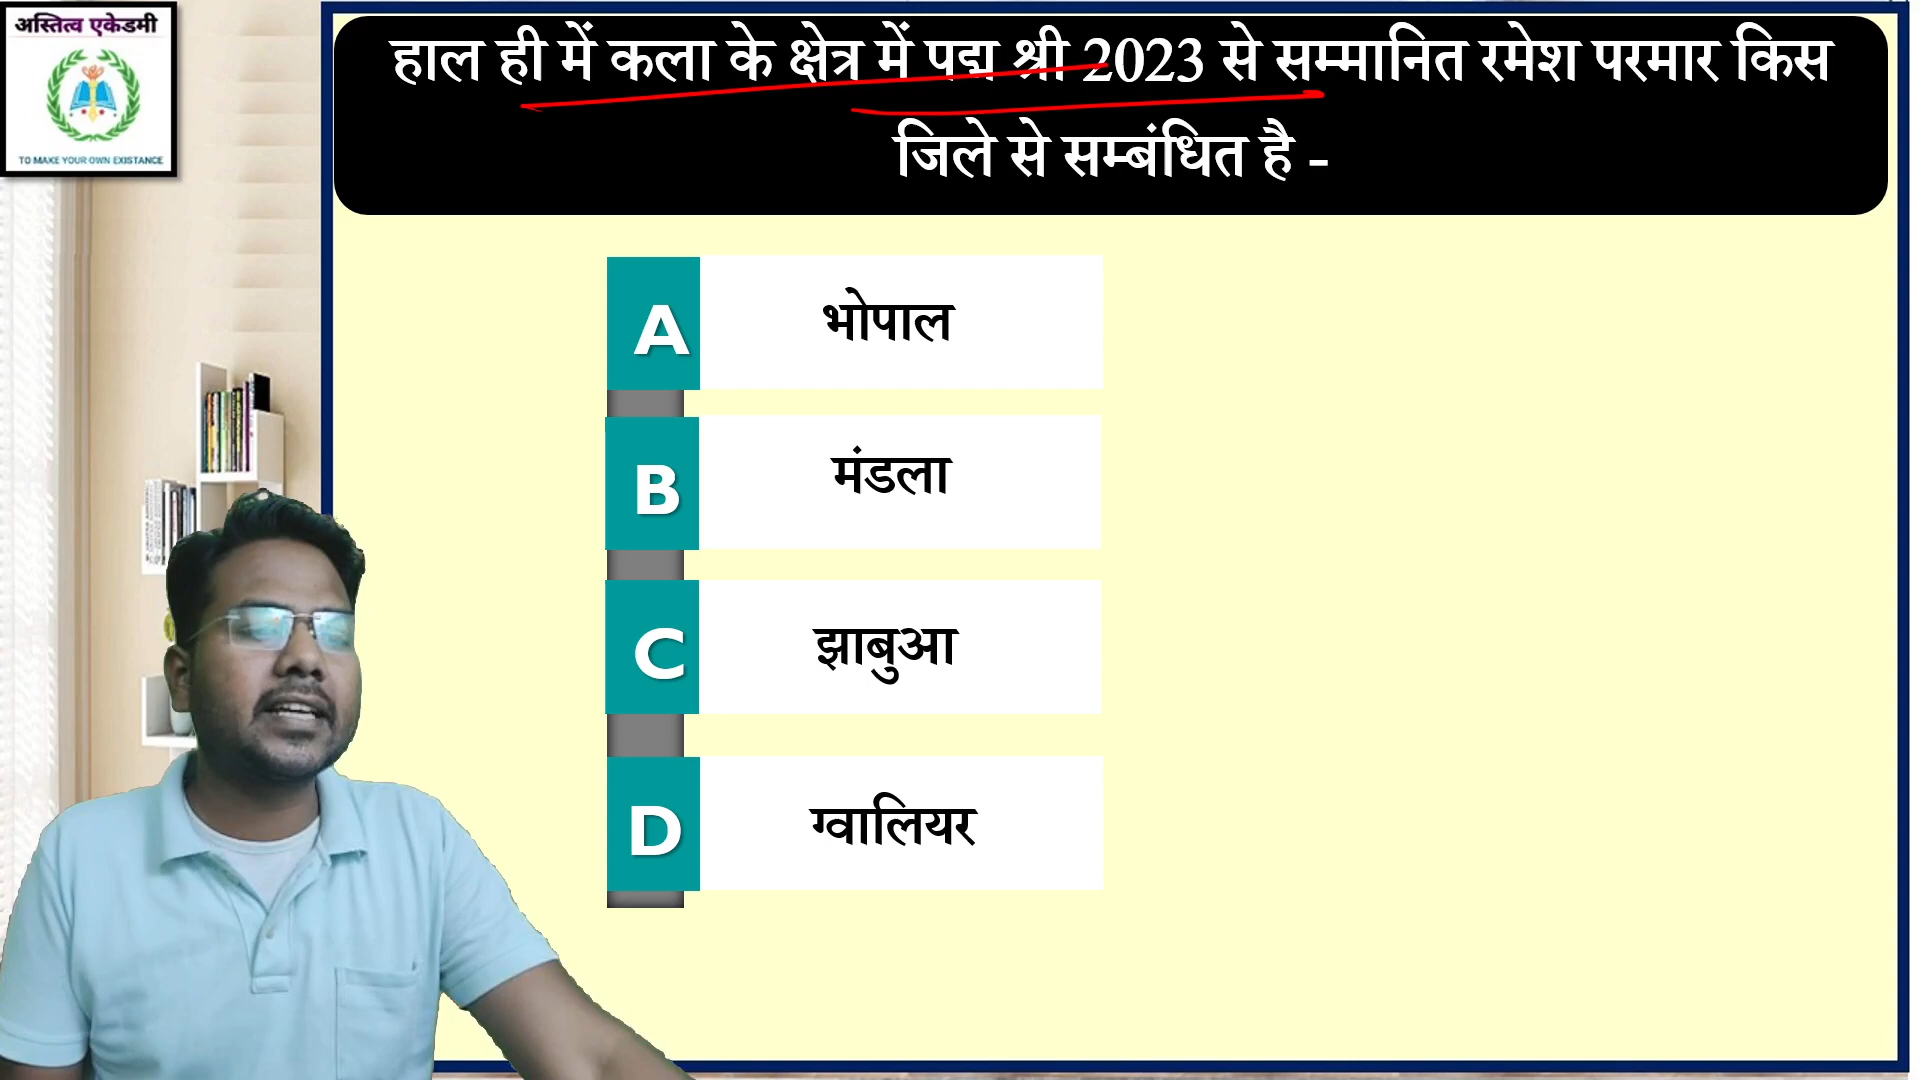 अस्तित्व एकेडमी
TO MAKE YOUR OWN EXISTANCE
हाल ही में कला के क्षेत्र में पद्म श्री 2023 से सम्मानित रमेश परमार किस
जिले से सम्बंधित है -
A भोपाल
B मंडला
C झाबुआ
D ग्वालियर